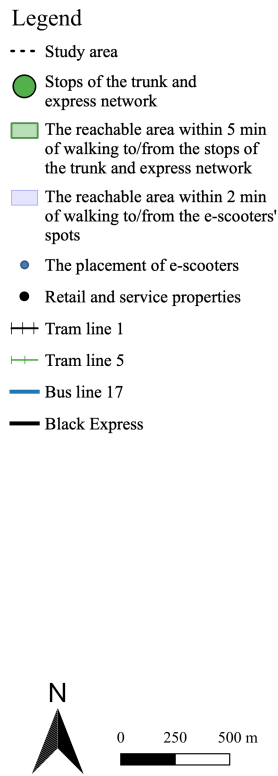 Legend
Study area
Stops of the trunk and
express network
The reachable area within 5 min
of walking to/from the stops of
the trunk and express network
The reachable area within 2 min
of walking to/from the e-scooters'
spots
The placement of e-scooters
Retail and service properties
Tram line 1
Tram line 5
Bus line 17
Black Express
N
0 250 500 m